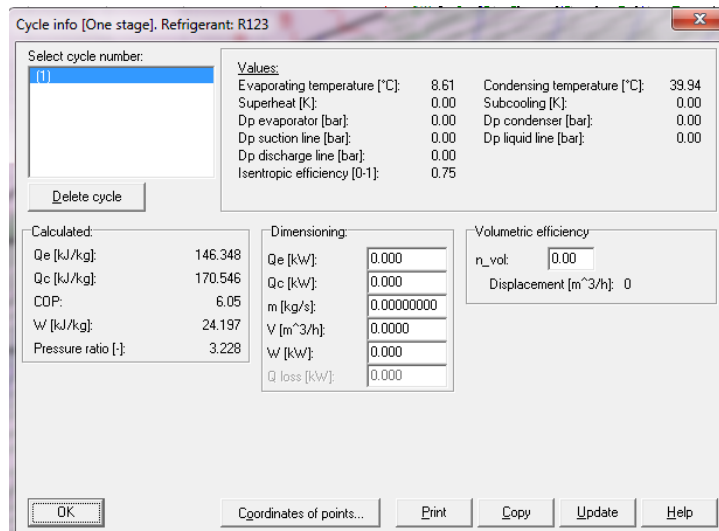 Cycle info [One stage]. Refrigerant: R123
Select cycle number:
(1)
Delete cycle
Values:
Evaporating temperature [°C]: 8.61 Condensing temperature [°C]: 39.94
Superheat [K]: 0.00 Subcooling [K]: 0.00
Dp evaporator [bar]: 0.00 Dp condenser [bar]: 0.00
Dp suction line [bar]: 0.00 Dp liquid line [bar]: 0.00
Dp discharge line [bar]: 0.00
Isentropic efficiency [0-1]: 0.75
Calculated:
Qe [kJ/kg]: 146.348
Qc [kJ/kg]: 170.546
COP: 6.05
W [kJ/kg]: 24.197
Pressure ratio [-]: 3.228
Dimensioning:
Qe [kW]: 0.000
Qc [kW]: 0.000
m [kg/s]: 0.00000000
V [m^3/h]: 0.0000
W [kW]: 0.000
Q loss [kW]: 0.000
Volumetric efficiency
n_vol: 0.00
Displacement [m^3/h]: 0
OK Coordinates of points... Print Copy Update Help